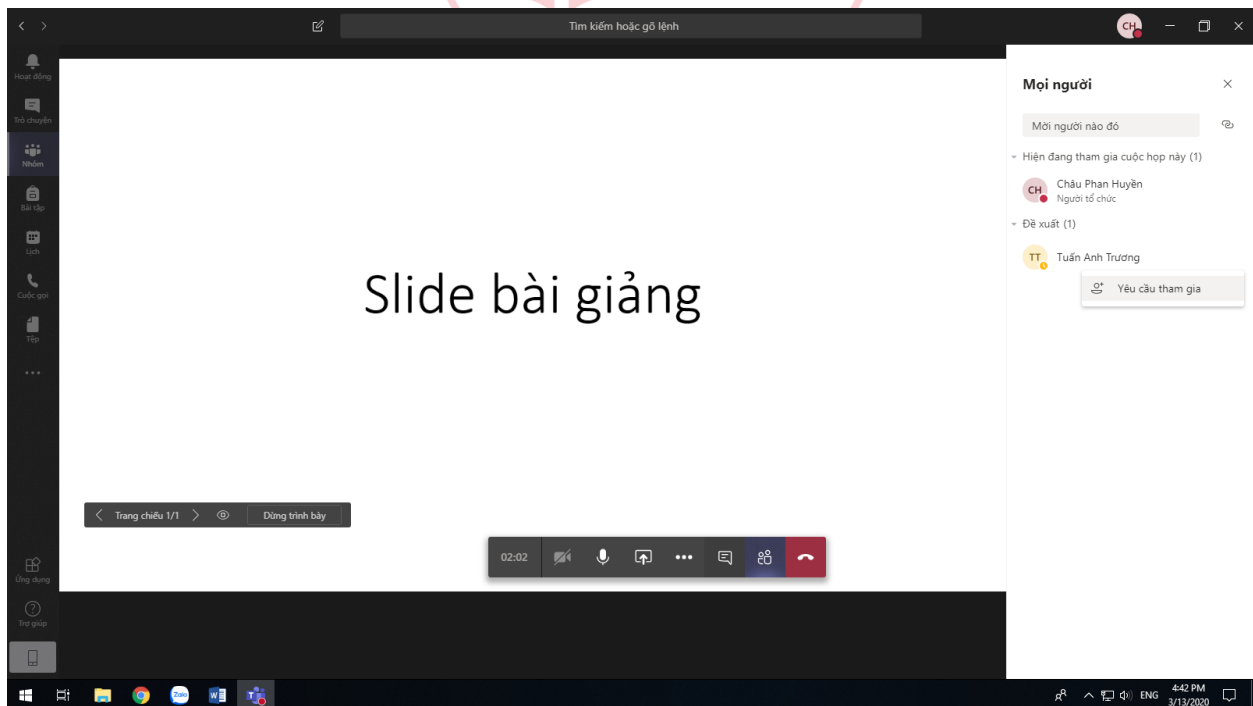 Tìm kiếm hoặc gõ lệnh
CH
Hoạt động
Trò chuyện
Nhóm
Bài tập
Lịch
Cuộc gọi
Tệp
Ứng dụng
Trợ giúp
Slide bài giảng
Trang chiếu 1/1
Dừng trình bày
02:02
Mọi người
Mời người nào đó
Hiện đang tham gia cuộc họp này (1)
CH
Châu Phan Huyền
Người tổ chức
Đề xuất (1)
TT
Tuấn Anh Trương
Yêu cầu tham gia
Zalo
ENG
4:42 PM
3/13/2020